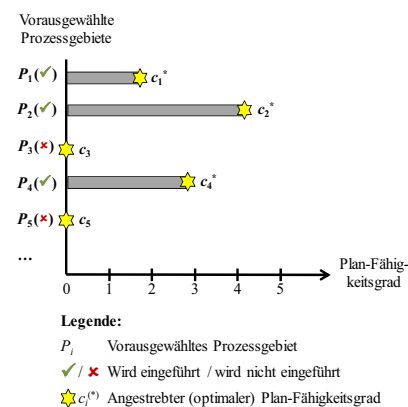 Vorausgewählte
Prozessgebiete
P1(✓) c1*
P2(✓) c2*
P3(✗) c3
P4(✓) c4*
P5(✗) c5
...
Plan-Fähig-
keitsgrad
0 1 2 3 4 5
Legende:
Pi Vorausgewähltes Prozessgebiet
✓ / ✗ Wird eingeführt / wird nicht eingeführt
ci(*) Angestrebter (optimaler) Plan-Fähigkeitsgrad